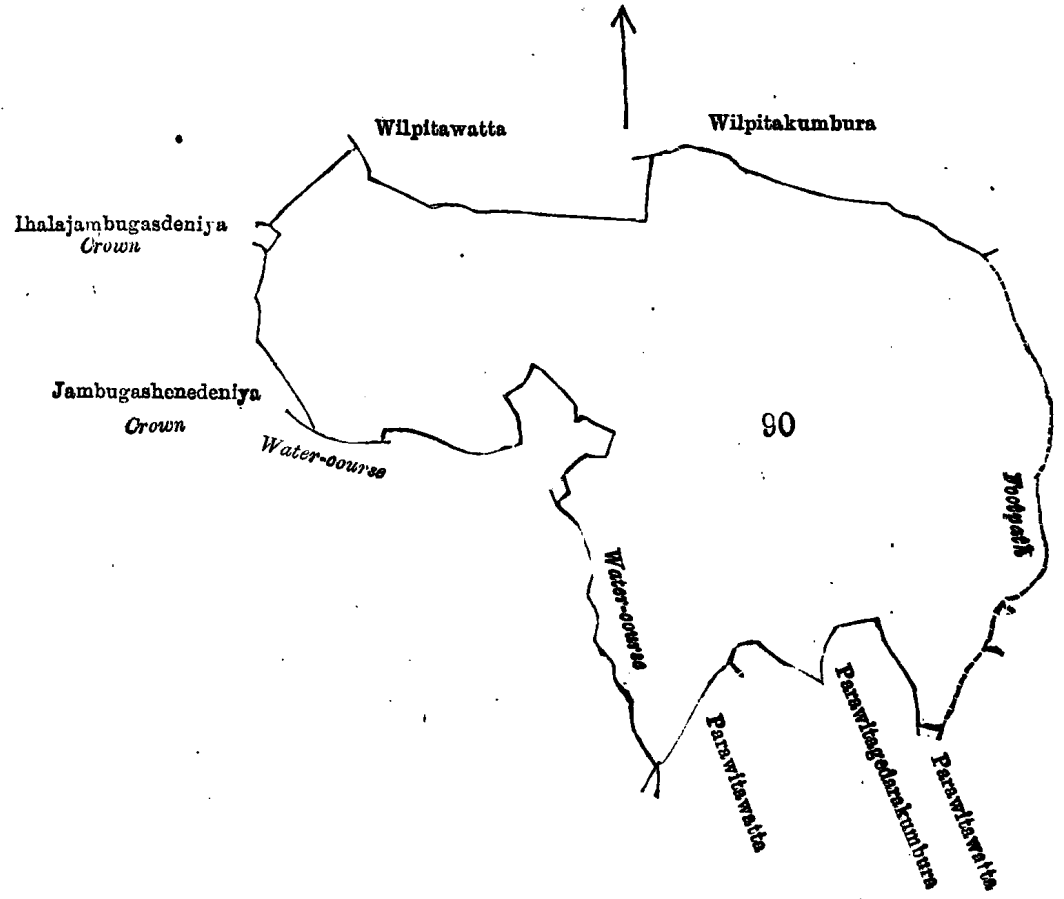 Wilpitawatta
Wilpitakumbura
Ihalajambugasdeniya
Crown
Jambugashenedeniya
Crown
Water-course
90
Footpath
Water-course
Parawitawatta
Parawitagedarakumbura
Parawitawatta